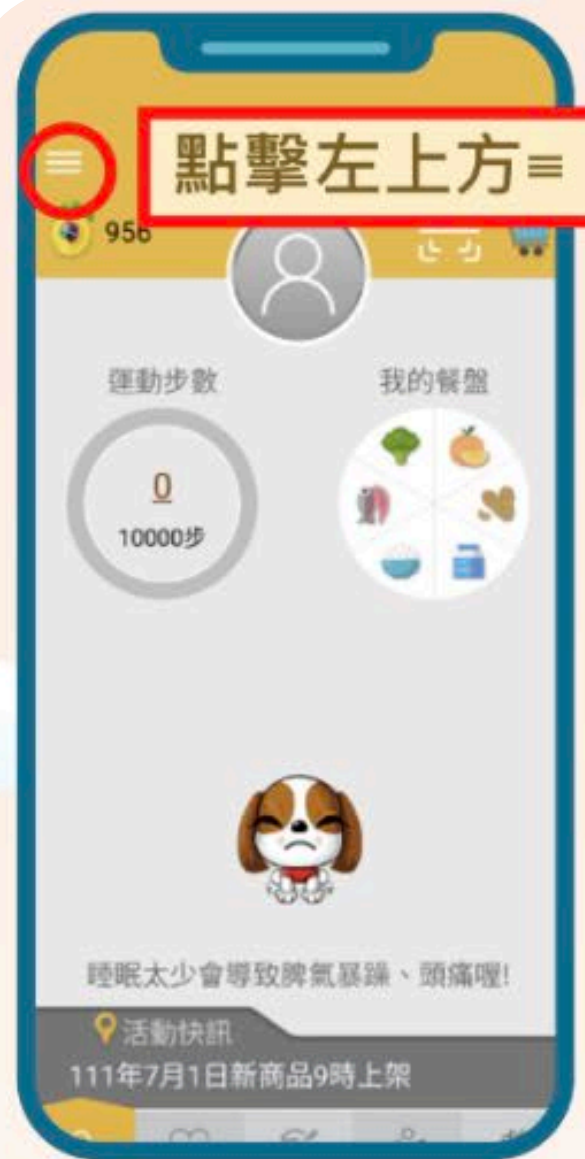 點擊左上方≡
956
運動步數
我的餐盤
0
10000步
睡眠太少會導致脾氣暴躁、頭痛喔!
活動快訊
111年7月1日新商品9時上架